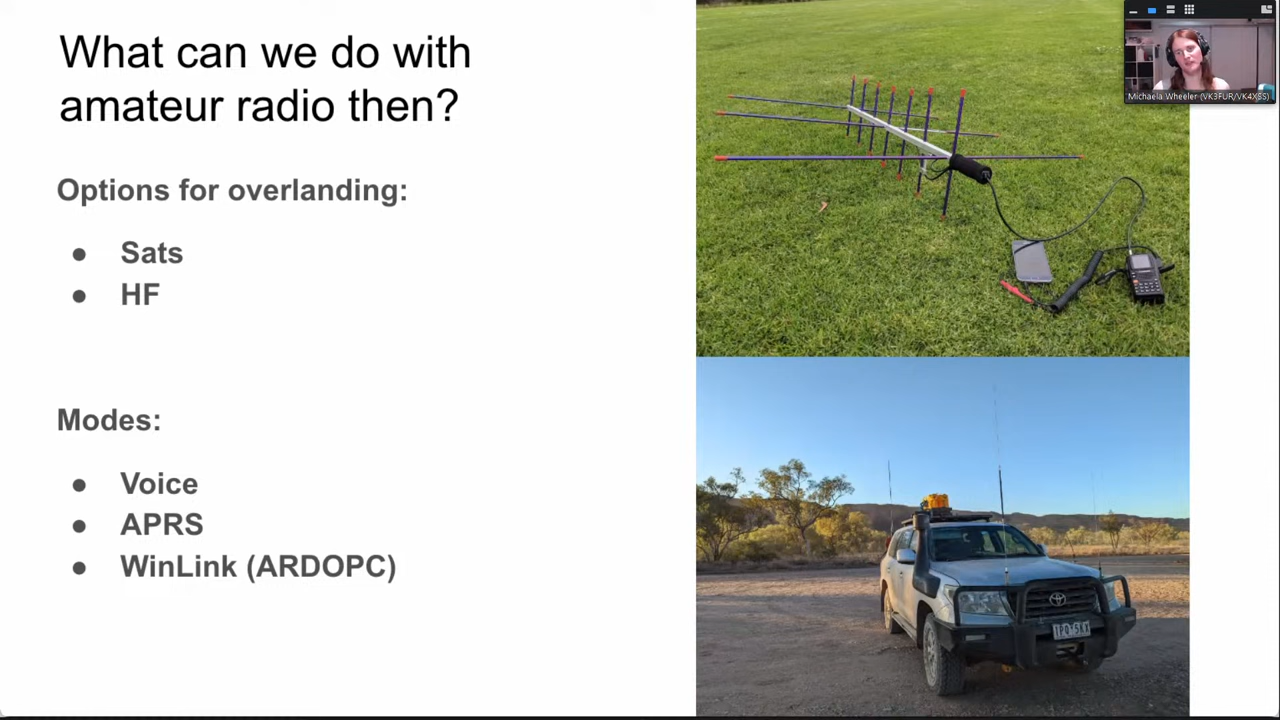 What can we do with
amateur radio then?
Options for overlanding:
● Sats
● HF
Modes:
● Voice
● APRS
● WinLink (ARDOPC)
Michaela Wheeler (VK3FUR/VK4XSS)